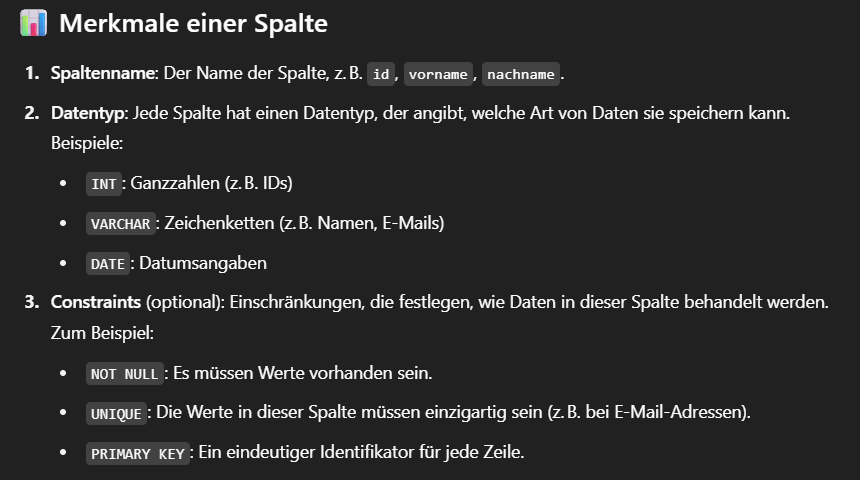 Merkmale einer Spalte
1. Spaltenname: Der Name der Spalte, z. B. id, vorname, nachname.
2. Datentyp: Jede Spalte hat einen Datentyp, der angibt, welche Art von Daten sie speichern kann.
Beispiele:
• INT: Ganzzahlen (z. B. IDs)
• VARCHAR: Zeichenketten (z. B. Namen, E-Mails)
• DATE: Datumsangaben
3. Constraints (optional): Einschränkungen, die festlegen, wie Daten in dieser Spalte behandelt werden.
Zum Beispiel:
• NOT NULL: Es müssen Werte vorhanden sein.
• UNIQUE: Die Werte in dieser Spalte müssen einzigartig sein (z. B. bei E-Mail-Adressen).
• PRIMARY KEY: Ein eindeutiger Identifikator für jede Zeile.